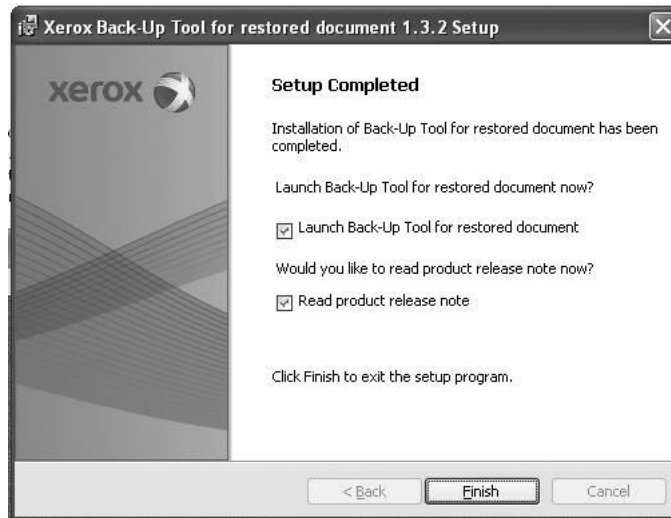 Xerox Back-Up Tool for restored document 1.3.2 Setup
xerox
Setup Completed
Installation of Back-Up Tool for restored document has been
completed.
Launch Back-Up Tool for restored document now?
Launch Back-Up Tool for restored document
Would you like to read product release note now?
Read product release note
Click Finish to exit the setup program.
< Back
Finish
Cancel